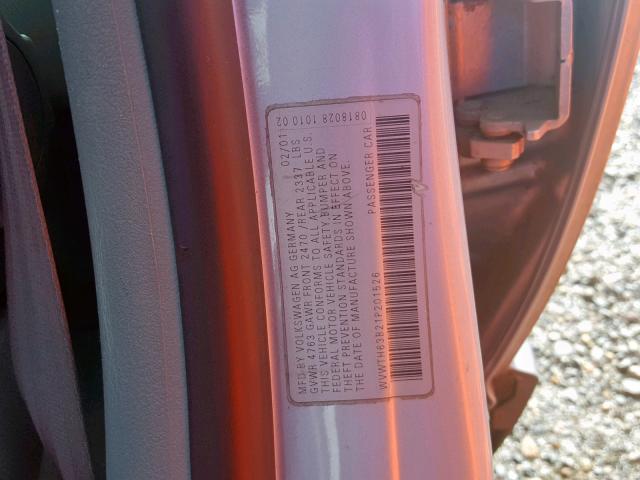 0818028 1010 02
MFD BY VOLKSWAGEN AG GERMANY 02/01
GVWR 4763 GAWR FRONT 2470 /REAR 2337 LBS
THIS VEHICLE CONFORMS TO ALL APPLICABLE U.S.
FEDERAL MOTOR VEHICLE SAFETY BUMPER AND
THEFT PREVENTION STANDARDS IN EFFECT ON
THE DATE OF MANUFACTURE SHOWN ABOVE.
WVWTH63B21P201526 PASSENGER CAR